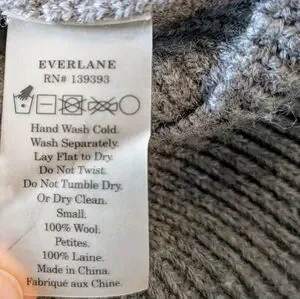 EVERLANE
RN# 139393
Hand Wash Cold.
Wash Separately.
Lay Flat to Dry.
Do Not Twist.
Do Not Tumble Dry.
Or Dry Clean.
Small.
100% Wool.
Petites.
100% Laine.
Made in China.
Fabriqué aux Chine.